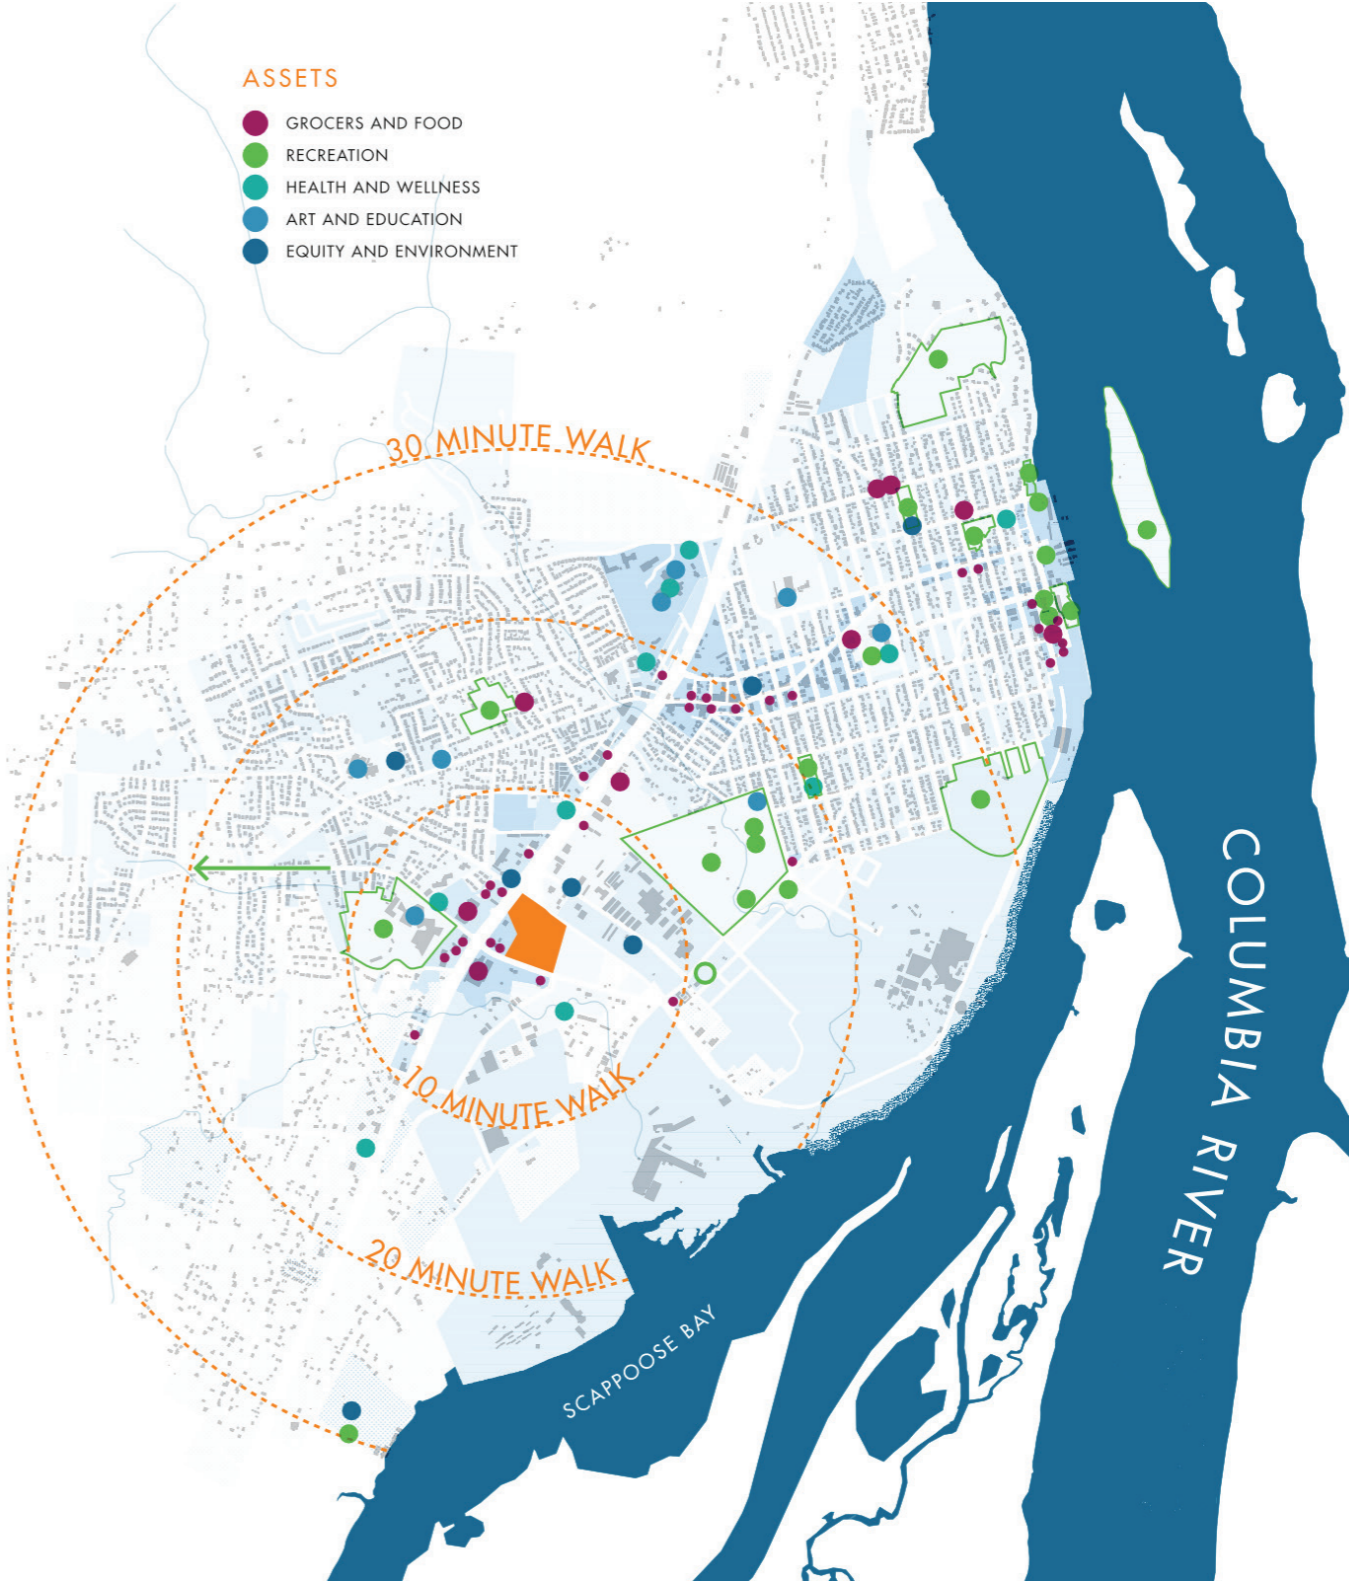 ASSETS
GROCERS AND FOOD
RECREATION
HEALTH AND WELLNESS
ART AND EDUCATION
EQUITY AND ENVIRONMENT
30 MINUTE WALK
10 MINUTE WALK
20 MINUTE WALK
COLUMBIA RIVER
SCAPPOOSE BAY